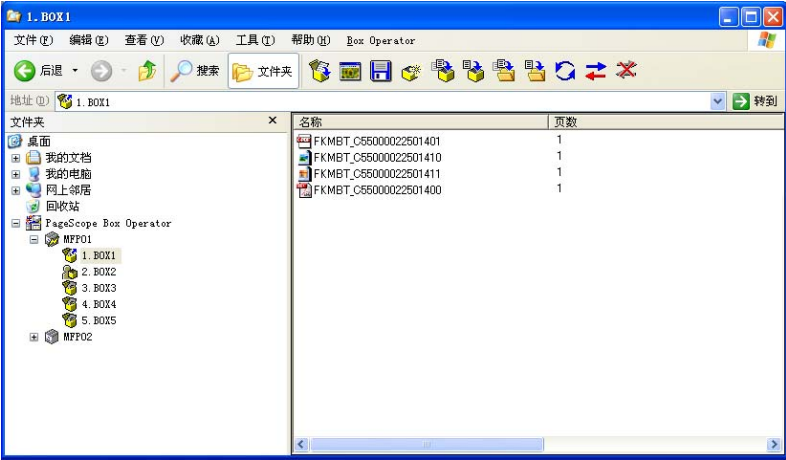 1. BOX1
文件(F) 编辑(E) 查看(V) 收藏(A) 工具(T) 帮助(H) Box Operator
后退 搜索 文件夹
地址(D) 1. BOX1 转到
文件夹
桌面
我的文档
我的电脑
网上邻居
回收站
PageScope Box Operator
MFP01
1. BOX1
2. BOX2
3. BOX3
4. BOX4
5. BOX5
MFP02
名称 页数
FKMBT_C55000022501401 1
FKMBT_C55000022501410 1
FKMBT_C55000022501411 1
FKMBT_C55000022501400 1